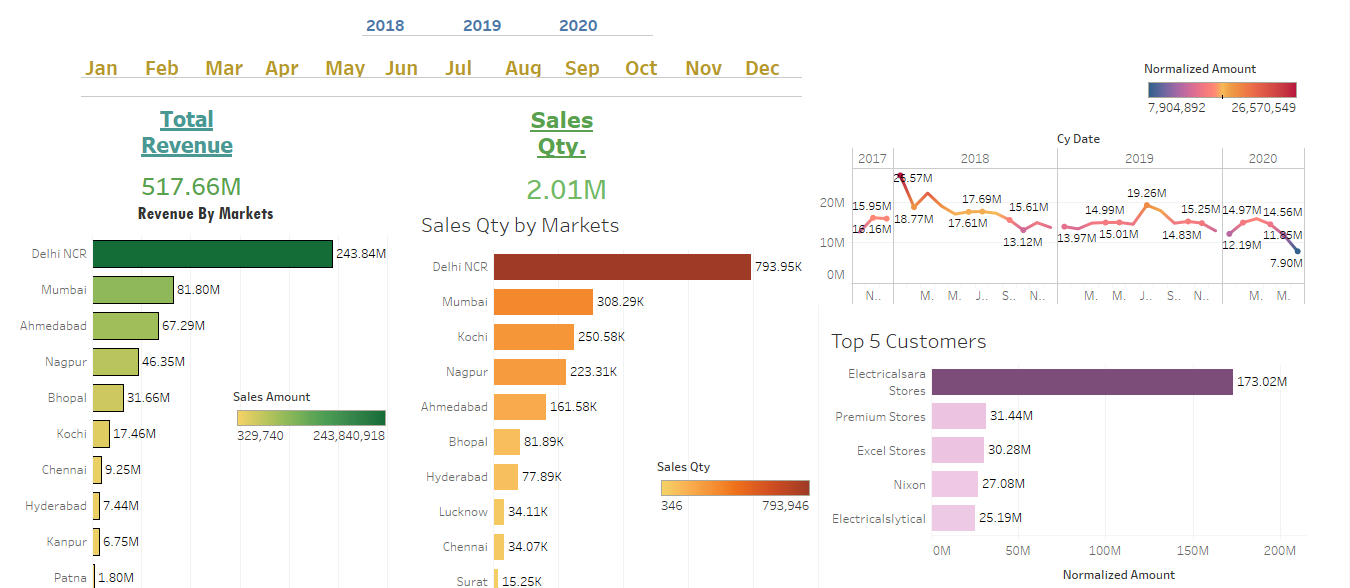 2018 2019 2020
Jan Feb Mar Apr May Jun Jul Aug Sep Oct Nov Dec
Total
Revenue
517.66M
Revenue By Markets
Delhi NCR 243.84M
Mumbai 81.80M
Ahmedabad 67.29M
Nagpur 46.35M
Bhopal 31.66M
Kochi 17.46M
Chennai 9.25M
Hyderabad 7.44M
Kanpur 6.75M
Patna 1.80M
Sales Amount
329,740 243,840,918
Sales
Qty.
2.01M
Sales Qty by Markets
Delhi NCR 793.95K
Mumbai 308.29K
Kochi 250.58K
Nagpur 223.31K
Ahmedabad 161.58K
Bhopal 81.89K
Hyderabad 77.89K
Lucknow 34.11K
Chennai 34.07K
Surat 15.25K
Sales Qty
346 793,946
Normalized Amount
7,904,892 26,570,549
Cy Date
2017 2018 2019 2020
20M
10M
0M
15.95M
16.16M
26.57M
18.77M
17.69M
17.61M
15.61M
13.12M
13.97M
14.99M
15.01M
19.26M
14.83M
15.25M
12.19M
14.97M
14.56M
11.85M
7.90M
N.. M. M. J.. S.. N.. M. M. J.. S.. N.. M. M.
Top 5 Customers
Electricalsara
Stores
173.02M
Premium Stores 31.44M
Excel Stores 30.28M
Nixon 27.08M
Electricalslytical 25.19M
0M 50M 100M 150M 200M
Normalized Amount